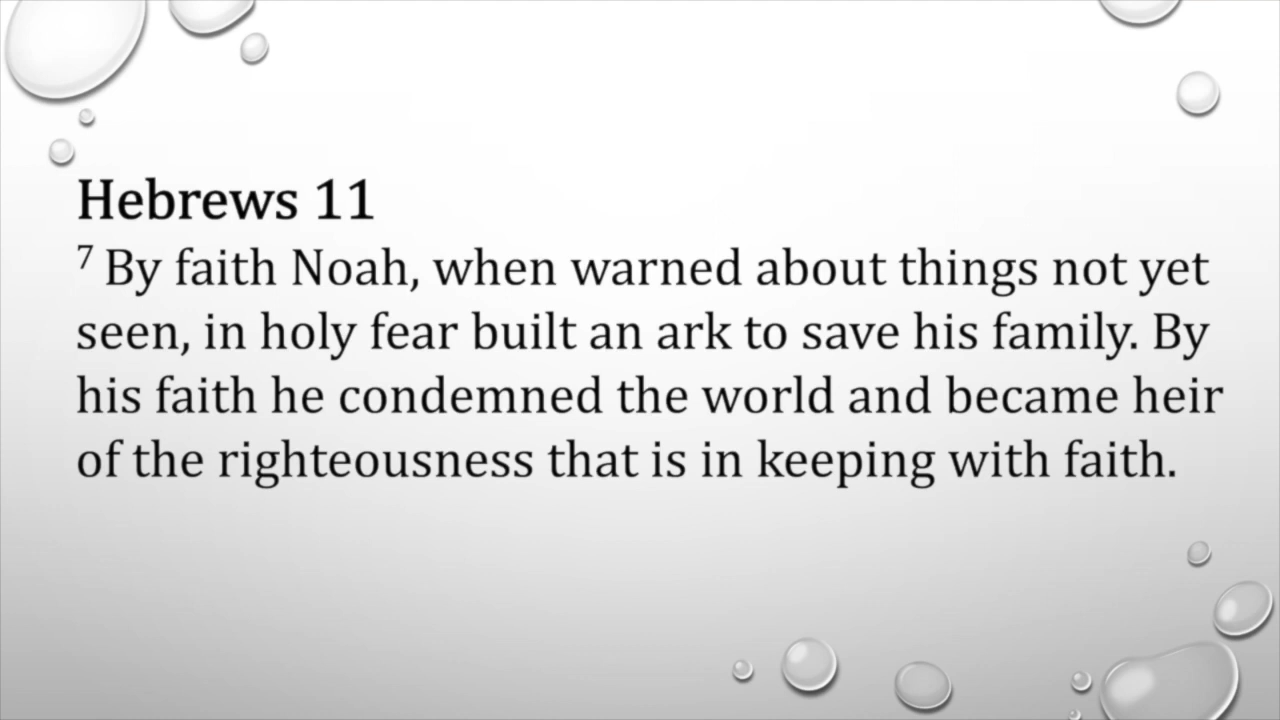 Hebrews 11
7 By faith Noah, when warned about things not yet
seen, in holy fear built an ark to save his family. By
his faith he condemned the world and became heir
of the righteousness that is in keeping with faith.